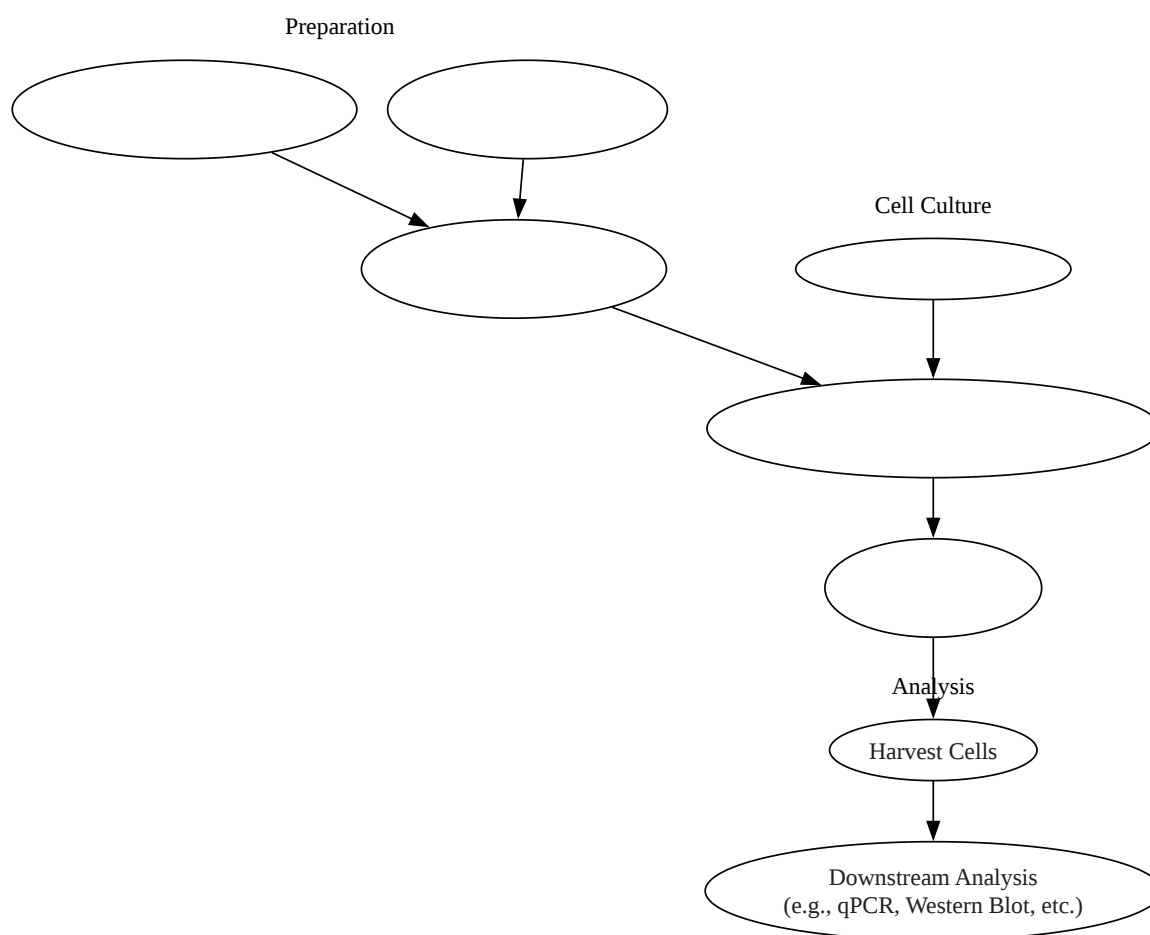 Preparation
Cell Culture
Analysis
Harvest Cells
Downstream Analysis
(e.g., qPCR, Western Blot, etc.)